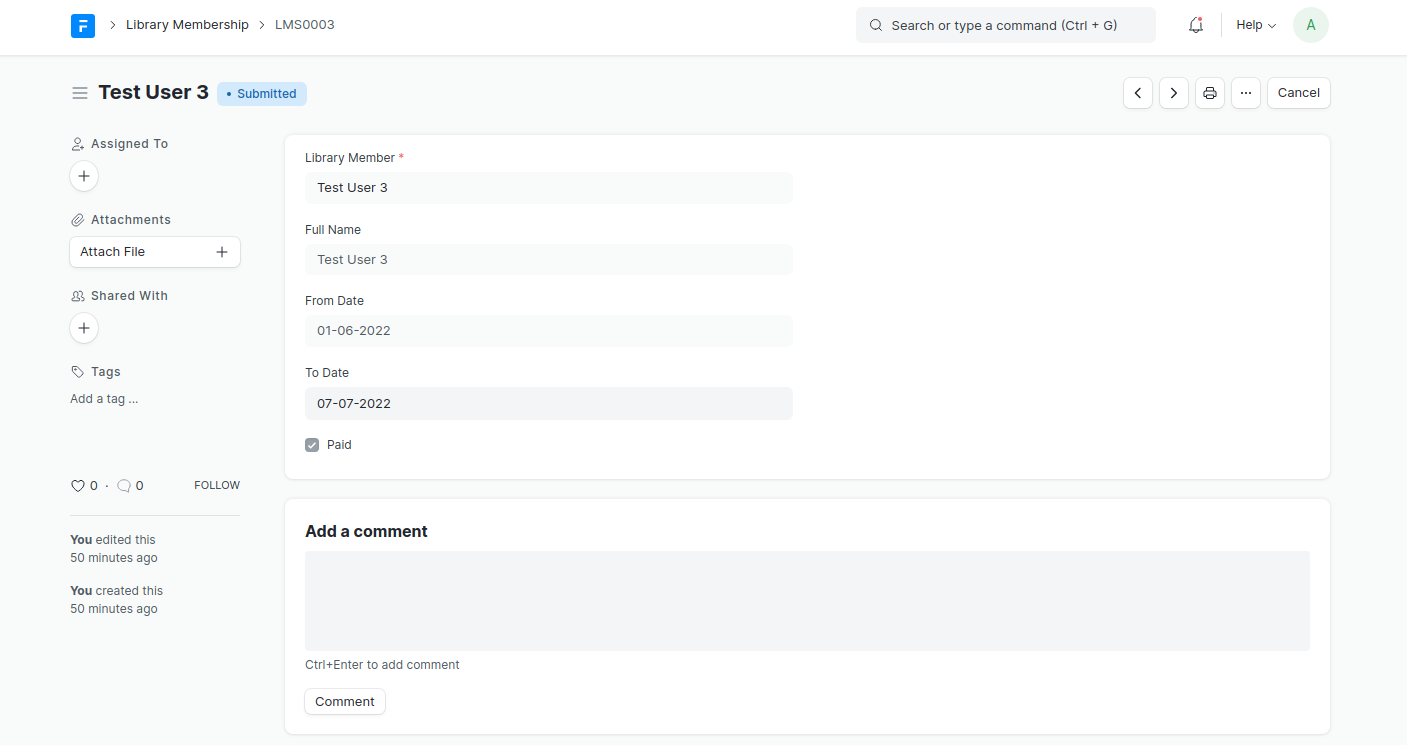 Library Membership LMS0003 Search or type a command (Ctrl + G) Help A
Test User 3 • Submitted Cancel
Assigned To
Attachments
Attach File
Shared With
Tags
Add a tag ...
0 · 0 FOLLOW
You edited this
50 minutes ago
You created this
50 minutes ago
Library Member *
Test User 3
Full Name
Test User 3
From Date
01-06-2022
To Date
07-07-2022
Paid
Add a comment
Ctrl+Enter to add comment
Comment